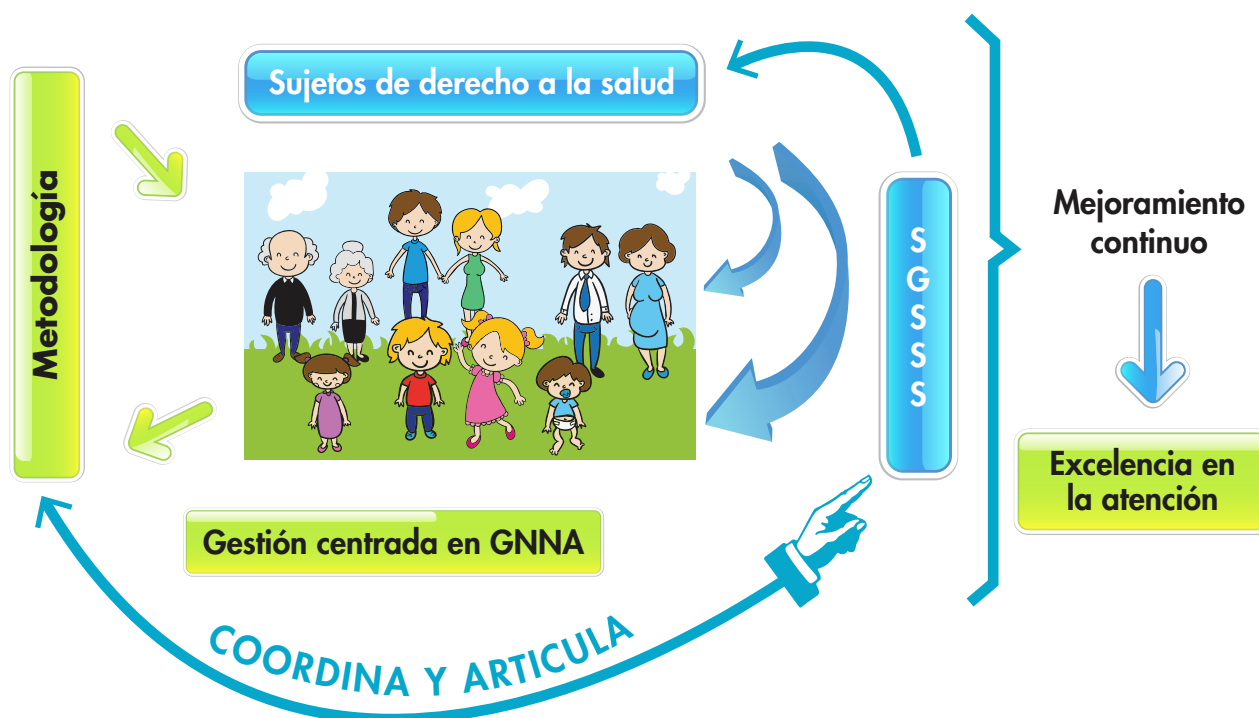 Sujetos de derecho a la salud
Metodología
S
G
S
S
S
Mejoramiento
continuo
Excelencia en
la atención
Gestión centrada en GNNA
COORDINA Y ARTICULA